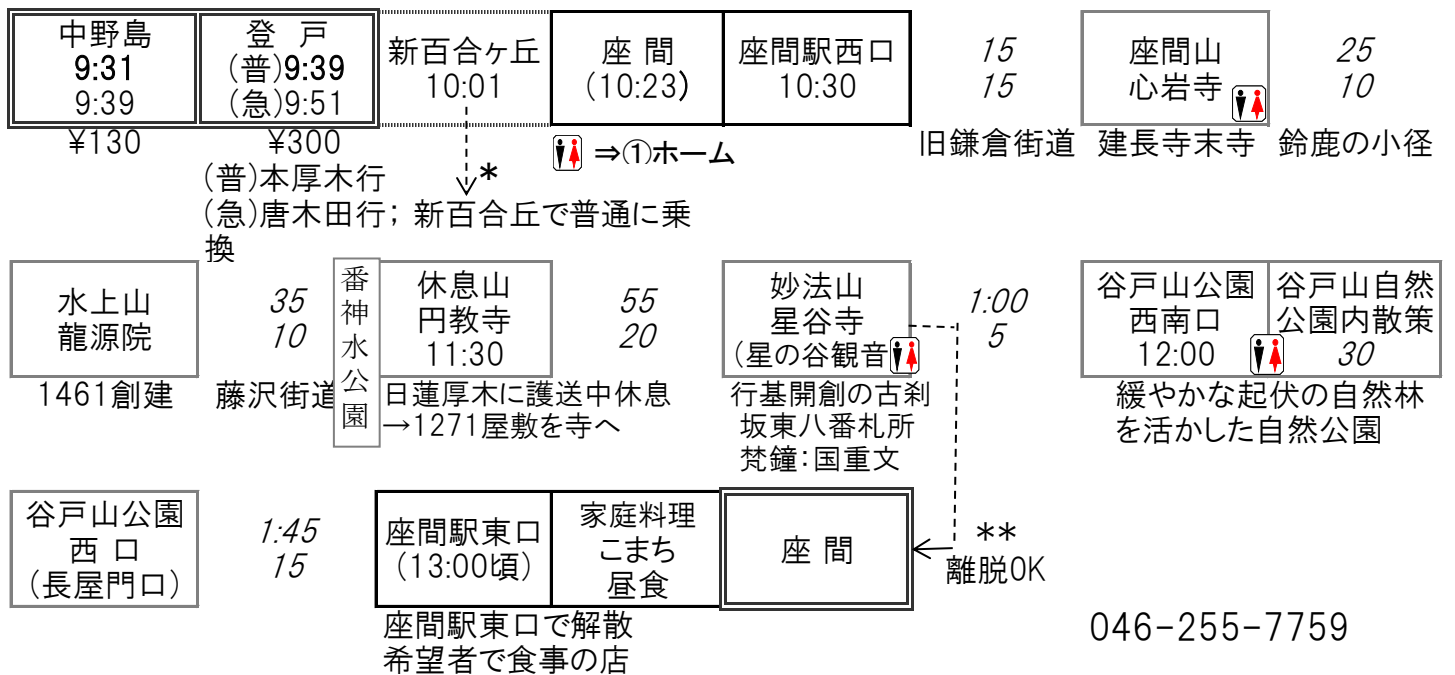 中野島
9:31
9:39
¥130
登 戸
(普)9:39
(急)9:51
¥300
(普)本厚木行
(急)唐木田行; 新百合丘で普通に乗
換
新百合ヶ丘
10:01
*
座 間
(10:23)
⇒①ホーム
座間駅西口
10:30
15
15
旧鎌倉街道
座間山
心岩寺
建長寺末寺
25
10
鈴鹿の小径
水上山
龍源院
1461創建
35
10
藤沢街道
番神水公園
休息山
円教寺
11:30
日蓮厚木に護送中休息
→1271屋敷を寺へ
55
20
妙法山
星谷寺
(星の谷観音
行基開創の古刹
坂東八番札所
梵鐘:国重文
1:00
5
谷戸山公園
西南口
12:00
谷戸山自然
公園内散策
30
緩やかな起伏の自然林
を活かした自然公園
谷戸山公園
西 口
(長屋門口)
1:45
15
座間駅東口
(13:00頃)
家庭料理
こまち
昼食
座間駅東口で解散
希望者で食事の店
座 間
**
離脱OK
046-255-7759